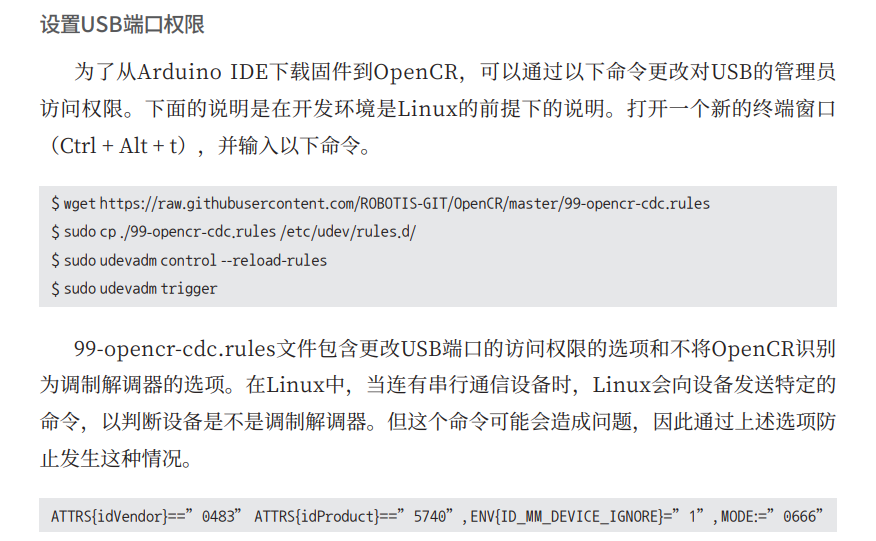 设置USB端口权限
为了从Arduino IDE下载固件到OpenCR，可以通过以下命令更改对USB的管理员
访问权限。下面的说明是在开发环境是Linux的前提下的说明。打开一个新的终端窗口
（Ctrl + Alt + t），并输入以下命令。
$ wget https://raw.githubusercontent.com/ROBOTIS-GIT/OpenCR/master/99-opencr-cdc.rules
$ sudo cp ./99-opencr-cdc.rules /etc/udev/rules.d/
$ sudo udevadm control --reload-rules
$ sudo udevadm trigger
99-opencr-cdc.rules文件包含更改USB端口的访问权限的选项和不将OpenCR识别
为调制解调器的选项。在Linux中，当连有串行通信设备时，Linux会向设备发送特定的
命令，以判断设备是不是调制解调器。但这个命令可能会造成问题，因此通过上述选项防
止发生这种情况。
ATTRS{idVendor}==”0483” ATTRS{idProduct}==”5740”, ENV{ID_MM_DEVICE_IGNORE}=”1”, MODE:=”0666”